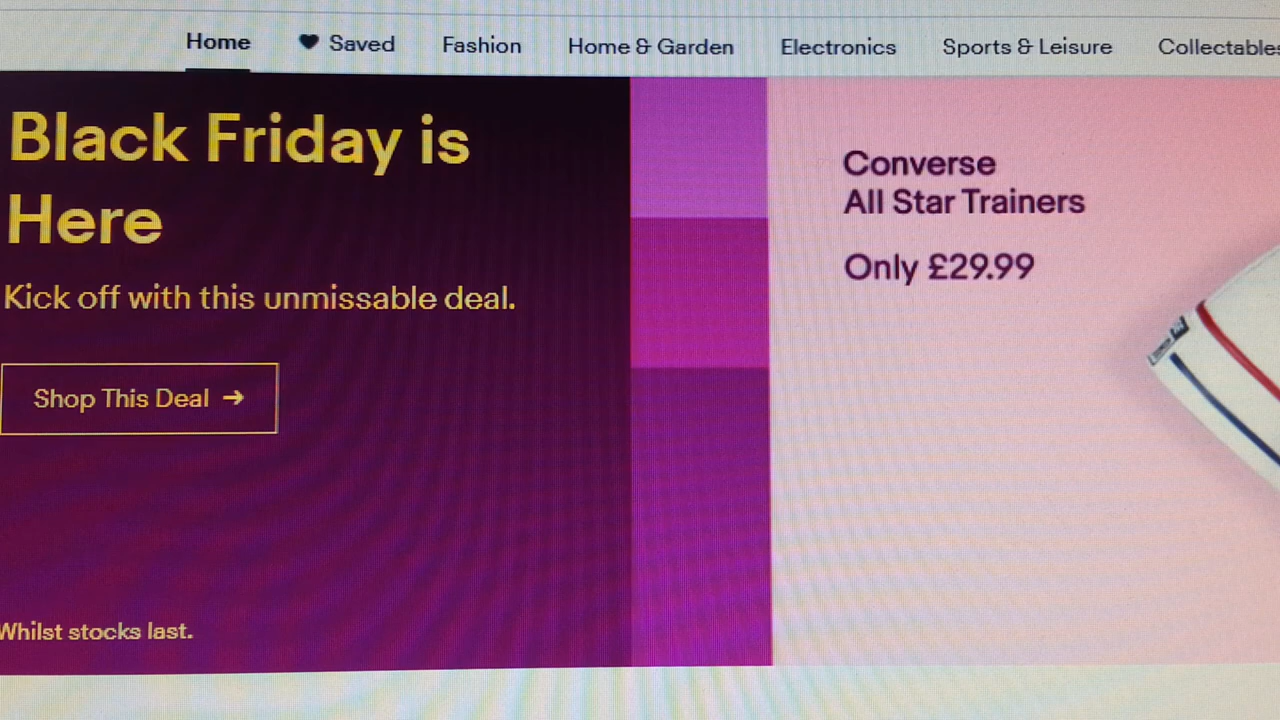 Home Saved Fashion Home & Garden Electronics Sports & Leisure Collectables
Black Friday is
Here
Kick off with this unmissable deal.
Shop This Deal →
Whilst stocks last.
Converse
All Star Trainers
Only £29.99